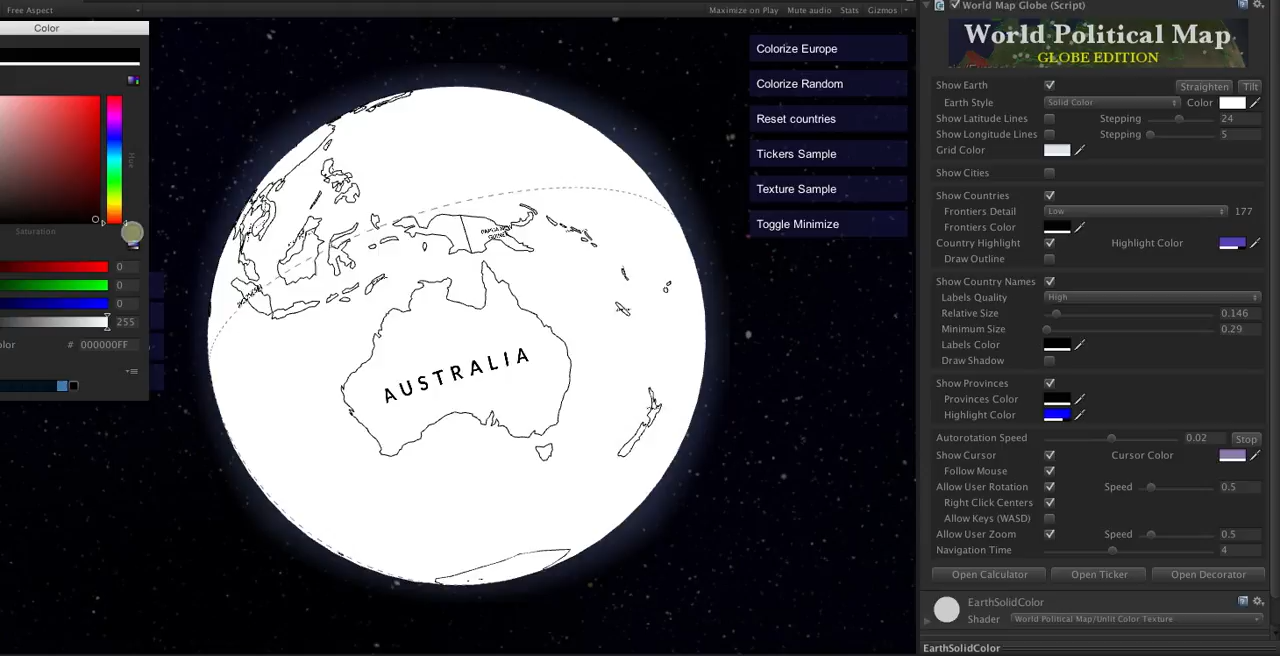 Free Aspect
Maximize on Play Mute audio Stats Gizmos
Color
Hue
Saturation
0
0
0
255
olor # 000000FF
Colorize Europe
Colorize Random
Reset countries
Tickers Sample
Texture Sample
Toggle Minimize
AUSTRALIA
World Map Globe (Script)
World Political Map
GLOBE EDITION
Show Earth Straighten Tilt
Earth Style Solid Color Color
Show Latitude Lines Stepping 24
Show Longitude Lines Stepping 5
Grid Color
Show Cities
Show Countries
Frontiers Detail Low 177
Frontiers Color
Country Highlight Highlight Color
Draw Outline
Show Country Names
Labels Quality High
Relative Size 0.146
Minimum Size 0.29
Labels Color
Draw Shadow
Show Provinces
Provinces Color
Highlight Color
Autorotation Speed 0.02 Stop
Show Cursor Cursor Color
Follow Mouse
Allow User Rotation Speed 0.5
Right Click Centers
Allow Keys (WASD)
Allow User Zoom Speed 0.5
Navigation Time 4
Open Calculator Open Ticker Open Decorator
EarthSolidColor
Shader World Political Map/Unlit Color Texture
EarthSolidColor